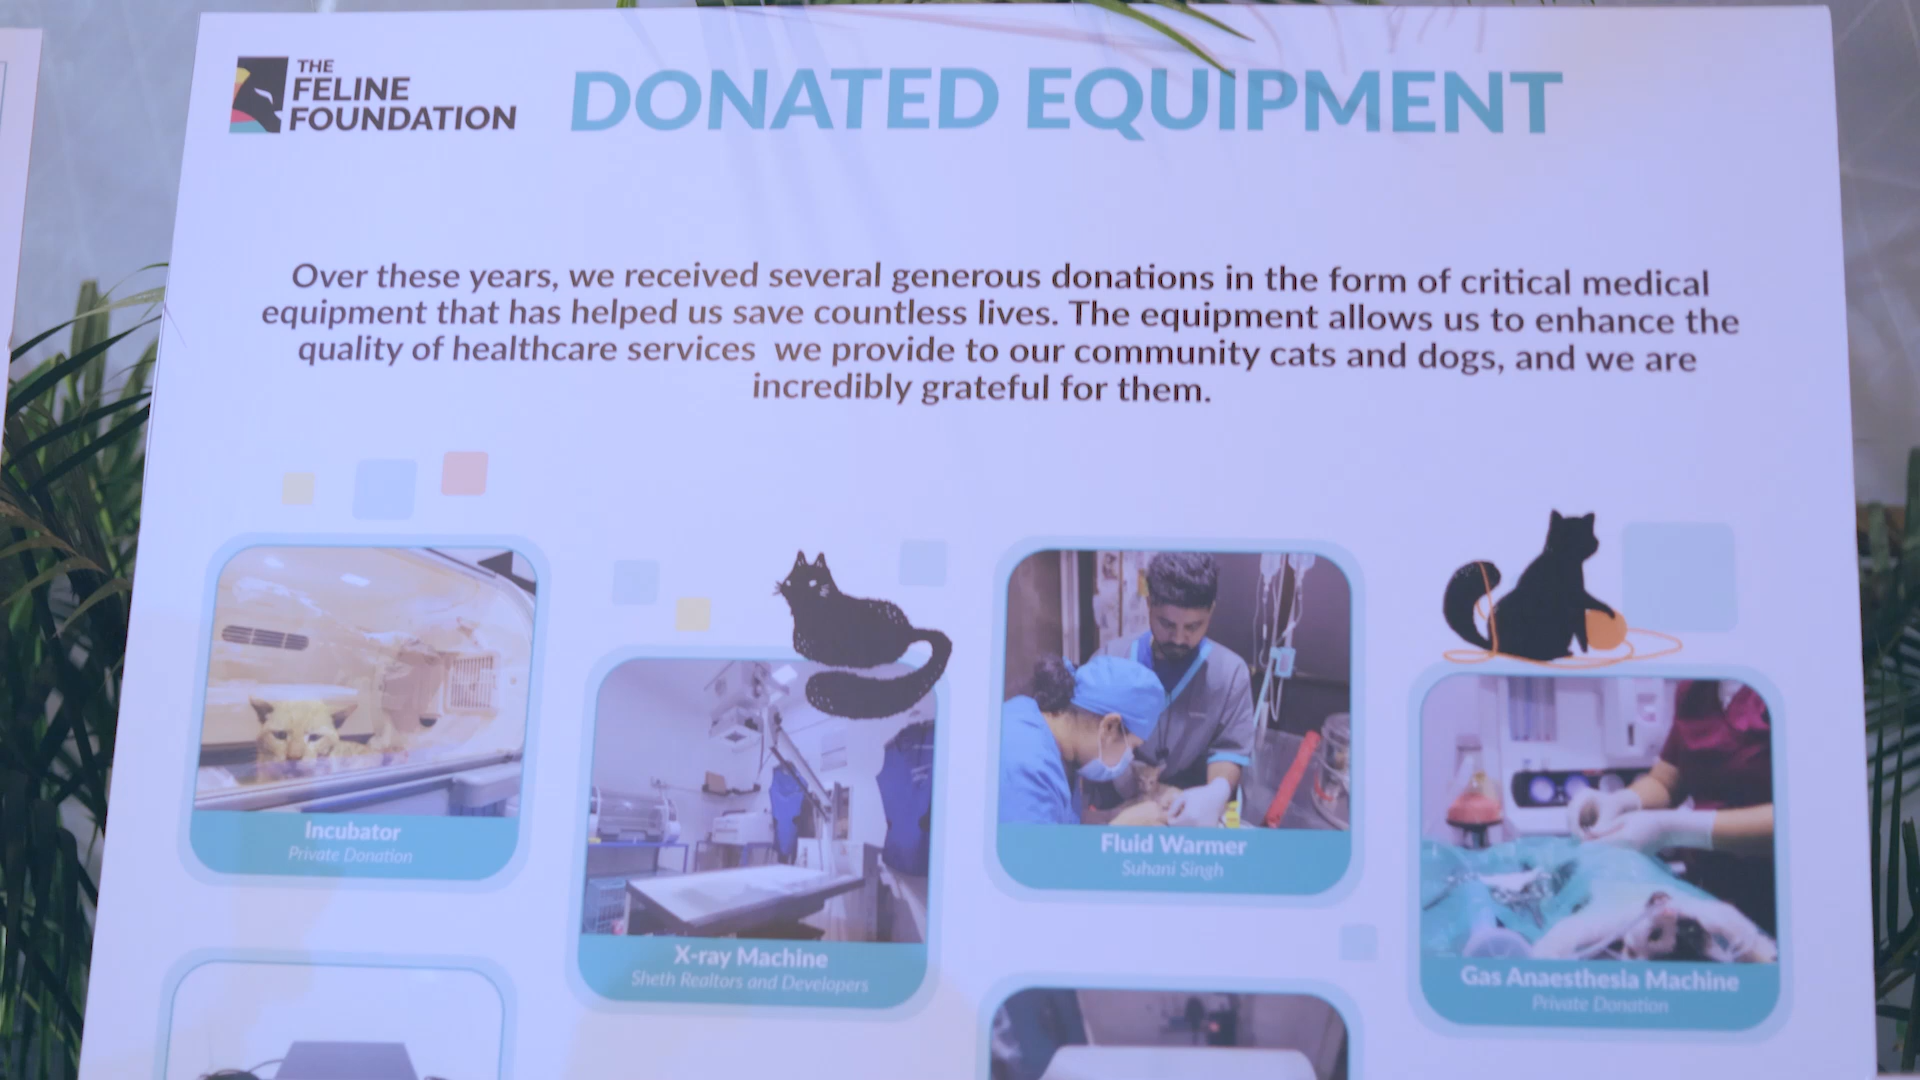 THE
FELINE
FOUNDATION
DONATED EQUIPMENT
Over these years, we received several generous donations in the form of critical medical
equipment that has helped us save countless lives. The equipment allows us to enhance the
quality of healthcare services we provide to our community cats and dogs, and we are
incredibly grateful for them.
Incubator
Private Donation
X-ray Machine
Sheth Realtors and Developers
Fluid Warmer
Suhani Singh
Gas Anaesthesia Machine
Private Donation